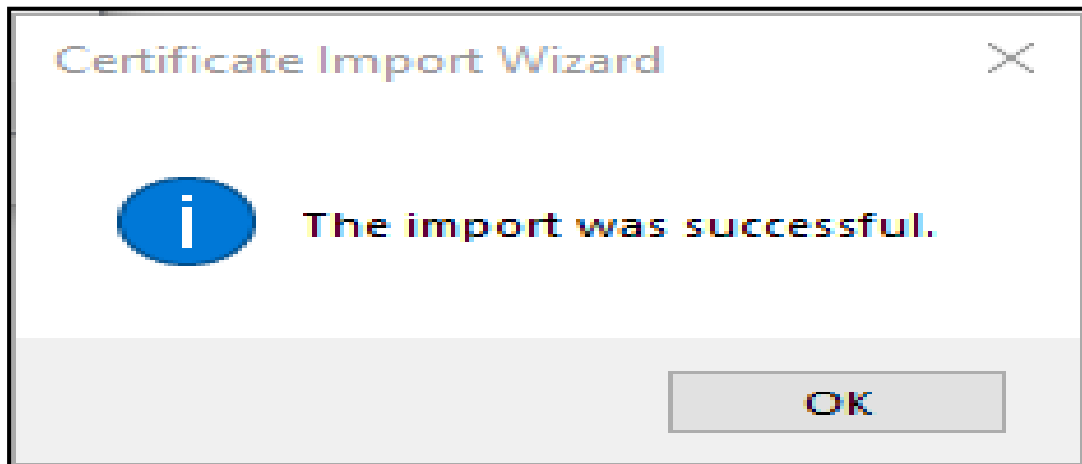 Certificate Import Wizard
The import was successful.
OK